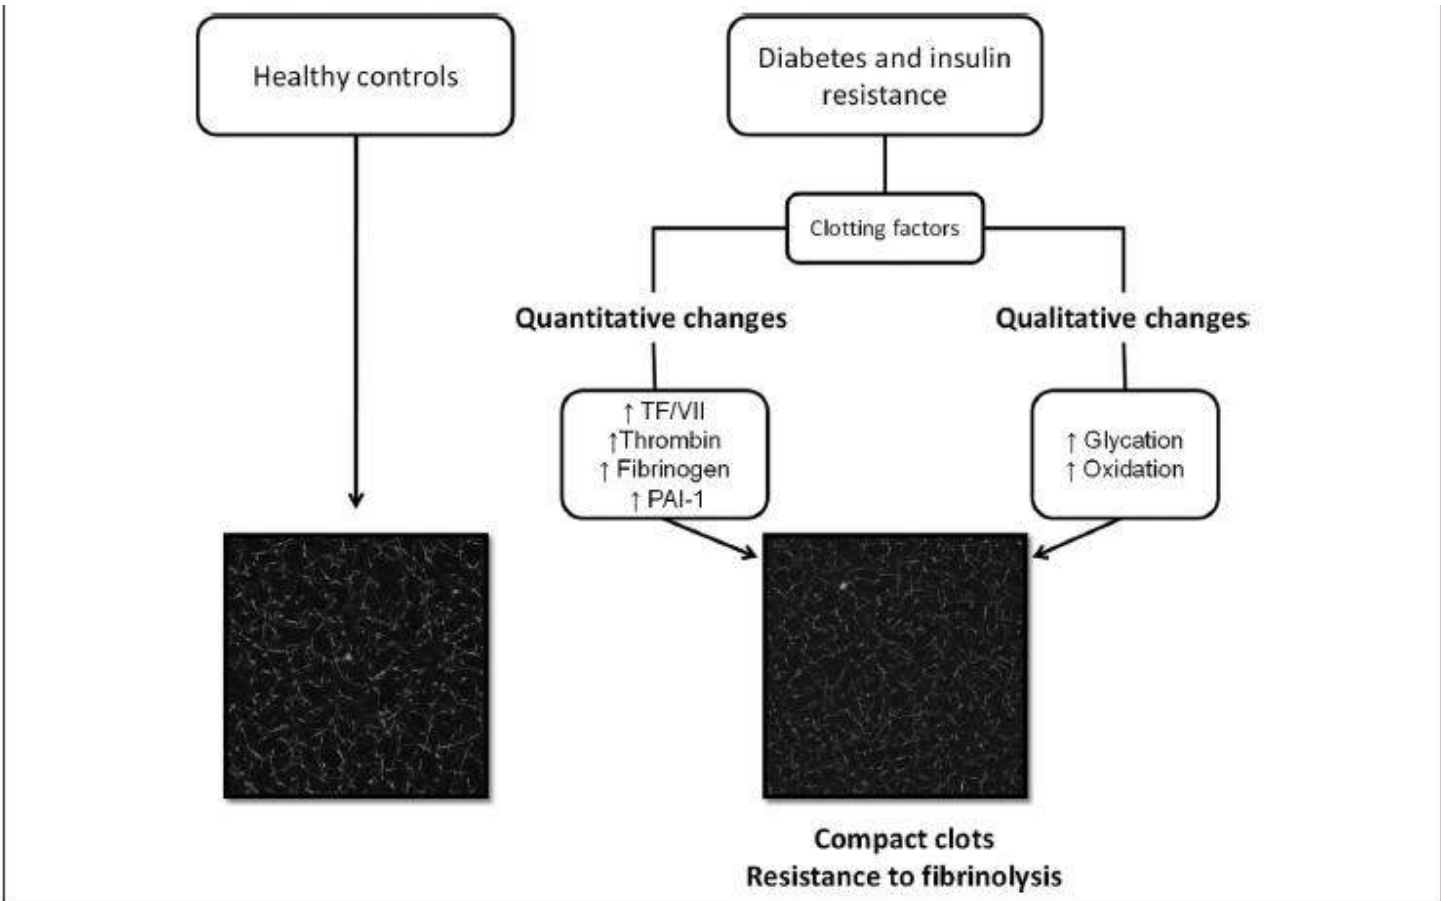 Healthy controls
Diabetes and insulin
resistance
Clotting factors
Quantitative changes
Qualitative changes
↑ TF/VII
↑Thrombin
↑ Fibrinogen
↑ PAI-1
↑ Glycation
↑ Oxidation
Compact clots
Resistance to fibrinolysis